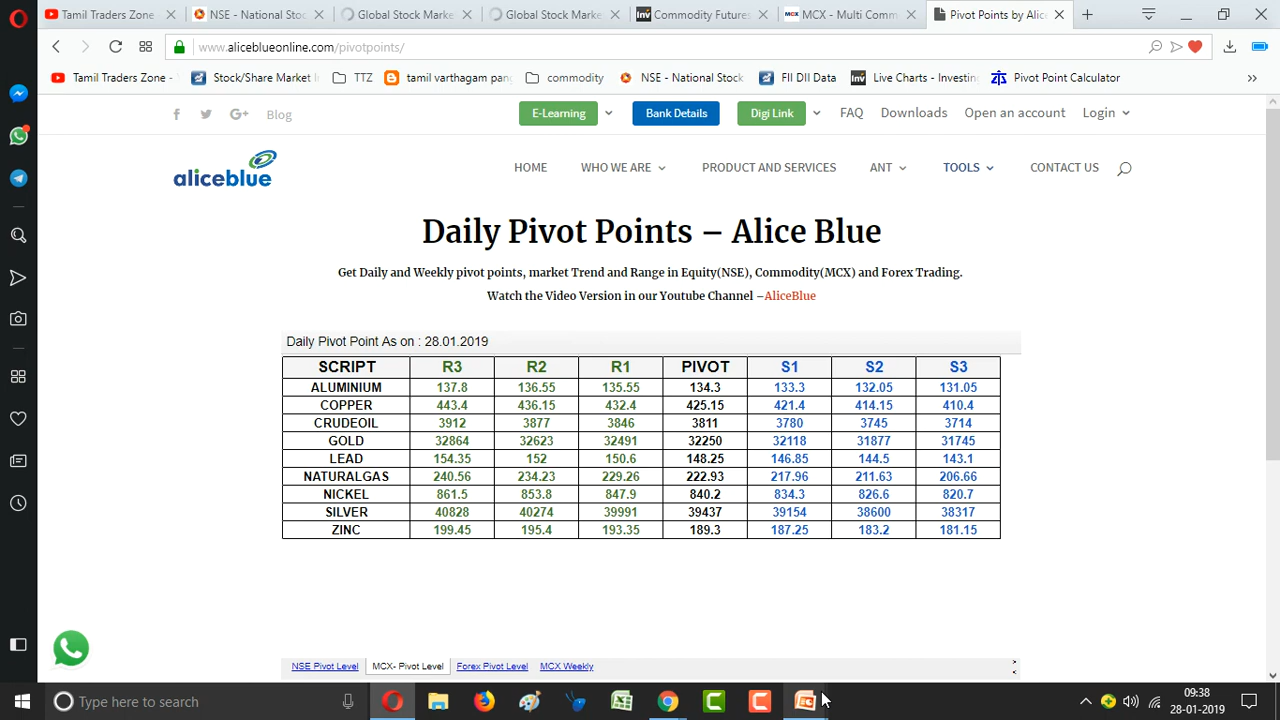 Tamil Traders Zone
NSE - National Stoc
Global Stock Marke
Global Stock Marke
Commodity Futures
MCX - Multi Comm
Pivot Points by Alic
www.aliceblueonline.com/pivotpoints/
Tamil Traders Zone -
Stock/Share Market I
TTZ
tamil varthagam pan
commodity
NSE - National Stock
FII DII Data
Live Charts - Investin
Pivot Point Calculator
Blog
E-Learning
Bank Details
Digi Link
FAQ
Downloads
Open an account
Login
aliceblue
HOME
WHO WE ARE
PRODUCT AND SERVICES
ANT
TOOLS
CONTACT US
Daily Pivot Points – Alice Blue
Get Daily and Weekly pivot points, market Trend and Range in Equity(NSE), Commodity(MCX) and Forex Trading.
Watch the Video Version in our Youtube Channel –AliceBlue
Daily Pivot Point As on : 28.01.2019
SCRIPT R3 R2 R1 PIVOT S1 S2 S3
ALUMINIUM 137.8 136.55 135.55 134.3 133.3 132.05 131.05
COPPER 443.4 436.15 432.4 425.15 421.4 414.15 410.4
CRUDEOIL 3912 3877 3846 3811 3780 3745 3714
GOLD 32864 32623 32491 32250 32118 31877 31745
LEAD 154.35 152 150.6 148.25 146.85 144.5 143.1
NATURALGAS 240.56 234.23 229.26 222.93 217.96 211.63 206.66
NICKEL 861.5 853.8 847.9 840.2 834.3 826.6 820.7
SILVER 40828 40274 39991 39437 39154 38600 38317
ZINC 199.45 195.4 193.35 189.3 187.25 183.2 181.15
NSE Pivot Level
MCX- Pivot Level
Forex Pivot Level
MCX Weekly
Type here to search
09:38
28-01-2019